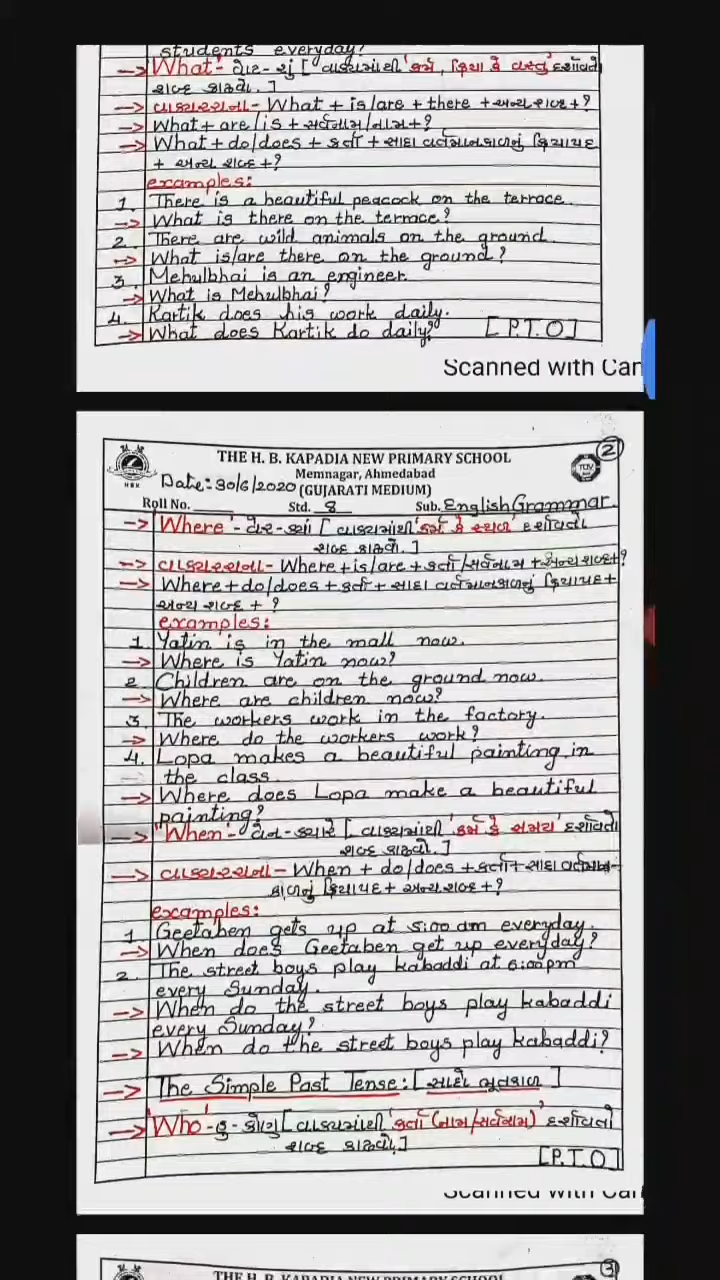 students everyday?
→ 'What' - વોટ - શું [ વાક્યમાંથી 'કર્મ, ક્રિયા કે વસ્તુ' દર્શાવતો
શબ્દ કાઢવો. ]
→ વાક્યરચના - What + is/are + there + અન્ય શબ્દ + ?
→ What + are/is + સર્વનામ/નામ + ?
→ What + do/does + કર્તા + સાદા વર્તમાનકાળનું ક્રિયાપદ
+ અન્ય શબ્દ + ?
examples:
1. There is a beautiful peacock on the terrace.
→ What is there on the terrace?
2. There are wild animals on the ground.
→ What is/are there on the ground?
3. Mehulbhai is an engineer.
→ What is Mehulbhai?
4. Kartik does his work daily.
→ What does Kartik do daily? [P.T.O]
Scanned with Cam
2
THE H. B. KAPADIA NEW PRIMARY SCHOOL
Memnagar, Ahmedabad
Date: 30/6/2020 (GUJARATI MEDIUM)
Roll No. Std. 8 Sub. English Grammar
→ 'Where' - વેર - ક્યાં [ વાક્યમાંથી 'કર્મ કે સ્થળ' દર્શાવતો
શબ્દ કાઢવો. ]
→ વાક્યરચના - Where + is/are + કર્તા/સર્વનામ + અન્ય શબ્દ + ?
→ Where + do/does + કર્તા + સાદા વર્તમાનકાળનું ક્રિયાપદ +
અન્ય શબ્દ + ?
examples:
1. Yatin is in the mall now.
→ Where is Yatin now?
2. Children are on the ground now.
→ Where are children now?
3. The workers work in the factory.
→ Where do the workers work?
4. Lopa makes a beautiful painting in
the class.
→ Where does Lopa make a beautiful
painting?
→ "When' - વેન - ક્યારે [ વાક્યમાંથી 'કર્મ કે સમય' દર્શાવતો
શબ્દ કાઢવો. ]
→ વાક્યરચના - When + do/does + કર્તા + સાદા વર્તમાન-
કાળનું ક્રિયાપદ + અન્ય શબ્દ + ?
examples:
1. Geetaben gets up at 5:00 am everyday.
→ When does Geetaben get up everyday?
2. The street boys play kabaddi at 6:00pm
every Sunday.
→ When do the street boys play kabaddi
every Sunday?
→ When do the street boys play kabaddi?
→ The Simple Past Tense: [ સાદો ભૂતકાળ ]
→ 'Who' - હુ - કોણ [ વાક્યમાંથી 'કર્તા (નામ/સર્વનામ)' દર્શાવતો
શબ્દ કાઢવો. ]
[P.T.O]
Scanned with Cam
3
THE H. B. KAPADIA NEW PRIMARY SCHOOL